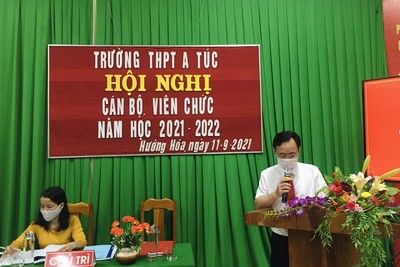 TRƯỜNG THPT A TÚC
HỘI NGHỊ
CÁN BỘ, VIÊN CHỨC
NĂM HỌC 2021 - 2022
Hướng Hóa, ngày 11-9-2021
CHỦ TRÌ